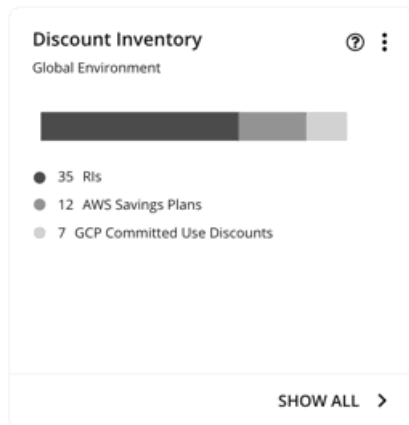 Discount Inventory
Global Environment
35 RIs
12 AWS Savings Plans
7 GCP Committed Use Discounts
SHOW ALL